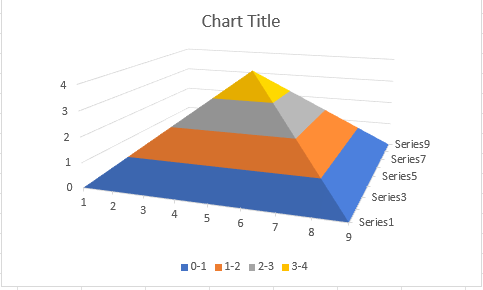 Chart Title
4
3
2
1
0
1 2 3 4 5 6 7 8 9
Series9
Series7
Series5
Series3
Series1
0-1 1-2 2-3 3-4